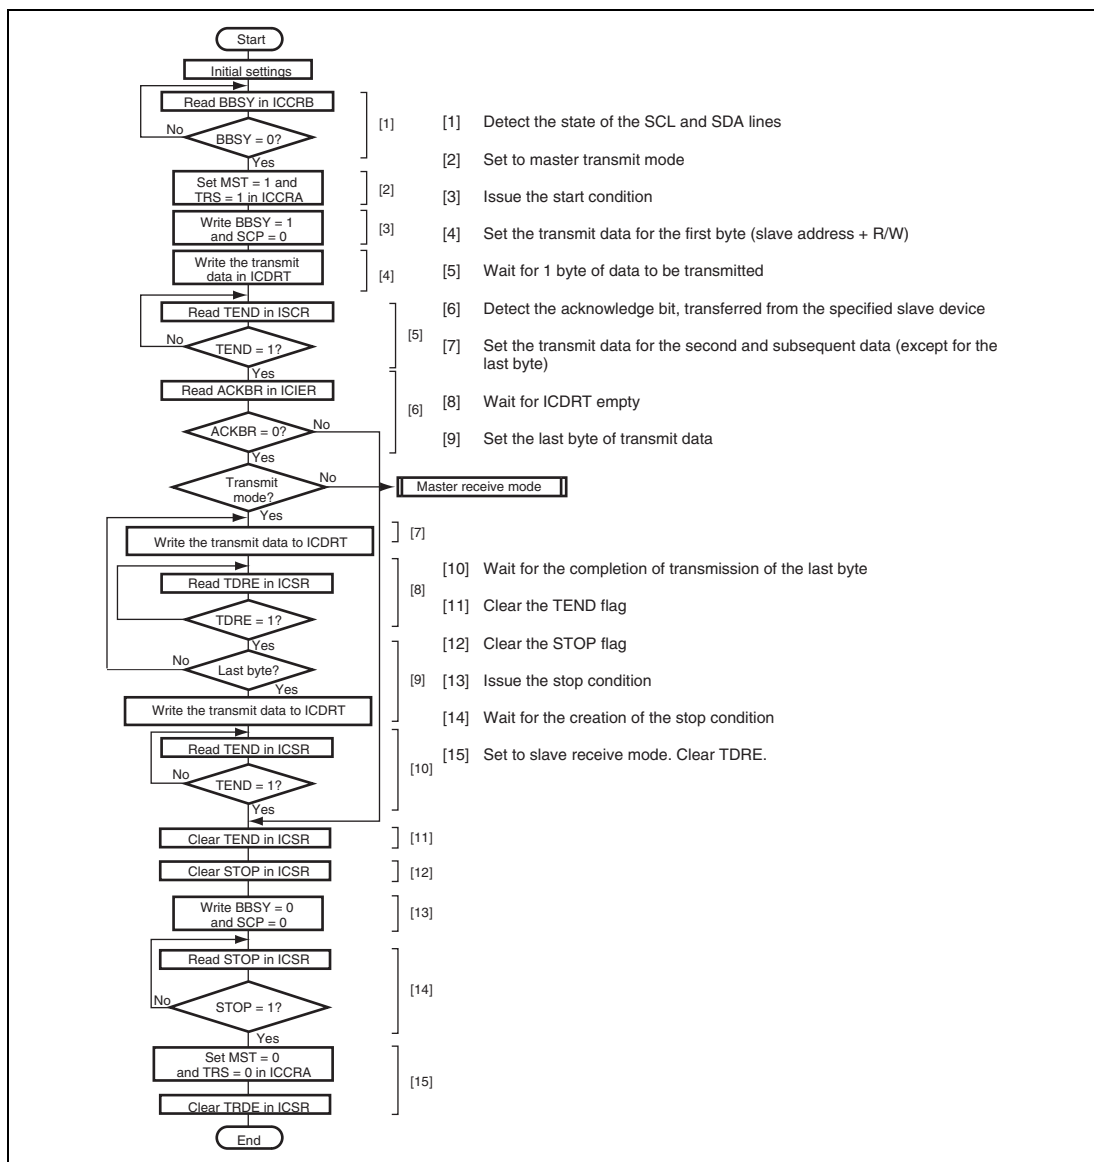 Start
Initial settings
Read BBSY in ICCRB
No
BBSY = 0?
Yes
[1]
Set MST = 1 and
TRS = 1 in ICCRA
[2]
Write BBSY = 1
and SCP = 0
[3]
Write the transmit
data in ICDRT
[4]
Read TEND in ISCR
No
TEND = 1?
Yes
[5]
Read ACKBR in ICIER
[6]
ACKBR = 0?
No
Yes
Transmit
mode?
No
Master receive mode
Yes
Write the transmit data to ICDRT
[7]
Read TDRE in ICSR
[8]
TDRE = 1?
Yes
No
Last byte?
Yes
[9]
Write the transmit data to ICDRT
Read TEND in ICSR
No
TEND = 1?
Yes
[10]
Clear TEND in ICSR
[11]
Clear STOP in ICSR
[12]
Write BBSY = 0
and SCP = 0
[13]
Read STOP in ICSR
No
STOP = 1?
Yes
[14]
Set MST = 0
and TRS = 0 in ICCRA
[15]
Clear TRDE in ICSR
End
[1] Detect the state of the SCL and SDA lines
[2] Set to master transmit mode
[3] Issue the start condition
[4] Set the transmit data for the first byte (slave address + R/W)
[5] Wait for 1 byte of data to be transmitted
[6] Detect the acknowledge bit, transferred from the specified slave device
[7] Set the transmit data for the second and subsequent data (except for the
last byte)
[8] Wait for ICDRT empty
[9] Set the last byte of transmit data
[10] Wait for the completion of transmission of the last byte
[11] Clear the TEND flag
[12] Clear the STOP flag
[13] Issue the stop condition
[14] Wait for the creation of the stop condition
[15] Set to slave receive mode. Clear TDRE.